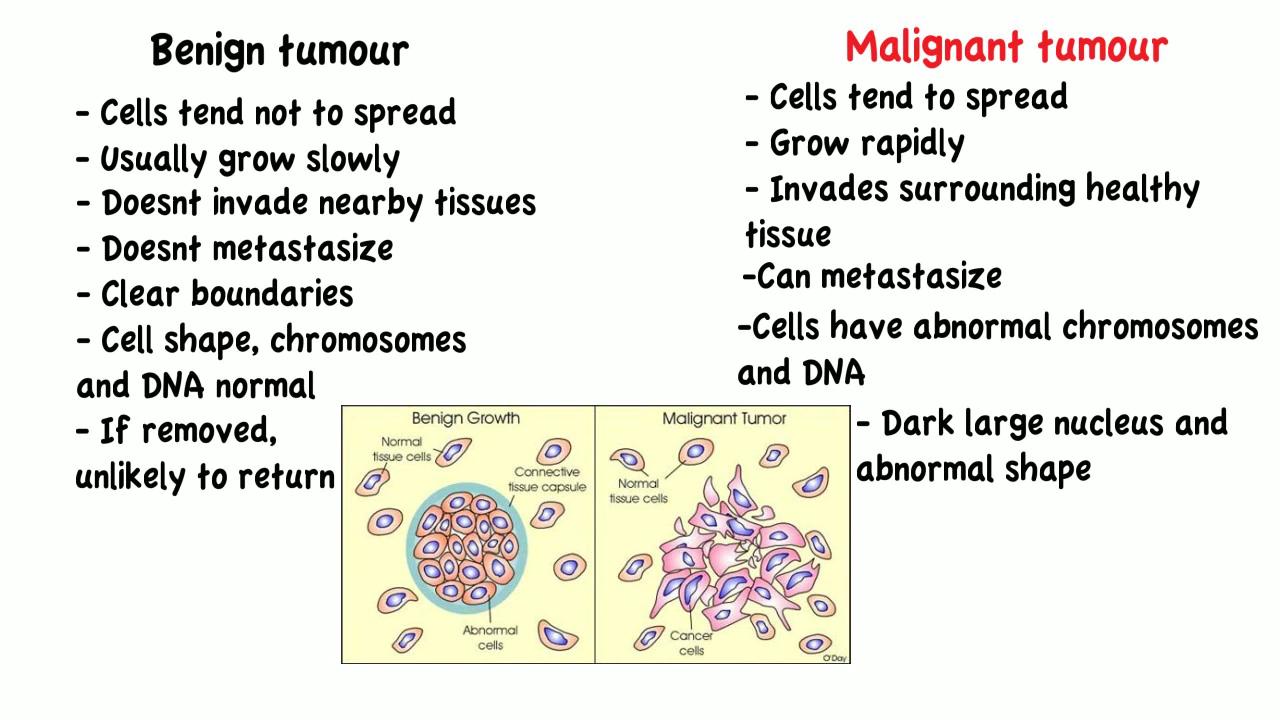 Benign tumour
- Cells tend not to spread
- Usually grow slowly
- Doesnt invade nearby tissues
- Doesnt metastasize
- Clear boundaries
- Cell shape, chromosomes
and DNA normal
- If removed,
unlikely to return
Malignant tumour
- Cells tend to spread
- Grow rapidly
- Invades surrounding healthy
tissue
-Can metastasize
-Cells have abnormal chromosomes
and DNA
- Dark large nucleus and
abnormal shape
Benign Growth
Normal
tissue cells
Connective
tissue capsule
Abnormal
cells
Malignant Tumor
Normal
tissue cells
Cancer
cells
O'Day